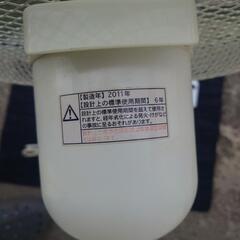 【製造年】2011年
【設計上の標準使用期間】6年
設計上の標準使用期間を超えて使用さ
れますと、経年劣化による発火・けがなど
の事故に至るおそれがあります。